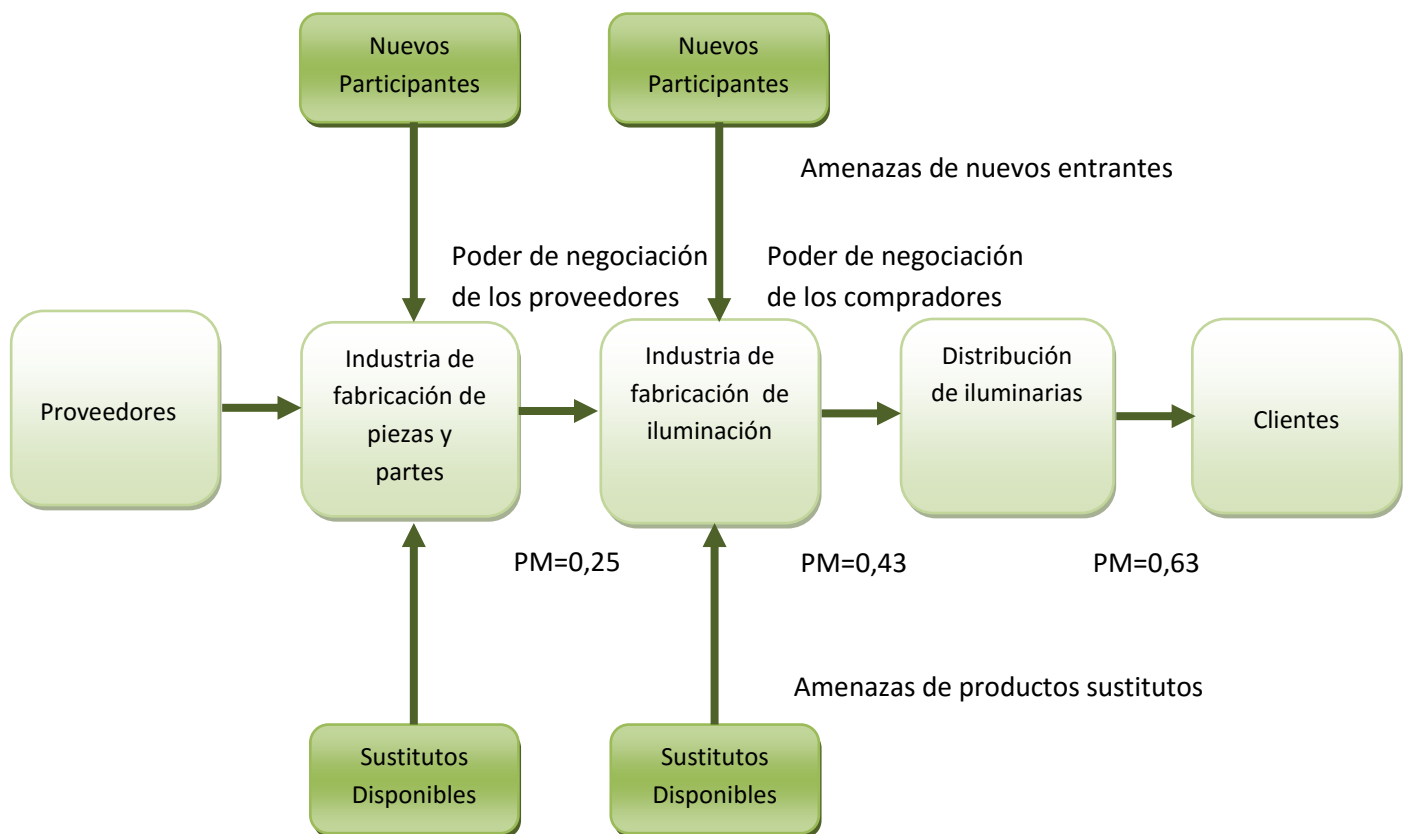 Nuevos
Participantes
Nuevos
Participantes
Amenazas de nuevos entrantes
Poder de negociación
de los proveedores
Poder de negociación
de los compradores
Proveedores
Industria de
fabricación de
piezas y
partes
Industria de
fabricación de
iluminación
Distribución
de iluminarias
Clientes
PM=0,25
PM=0,43
PM=0,63
Amenazas de productos sustitutos
Sustitutos
Disponibles
Sustitutos
Disponibles